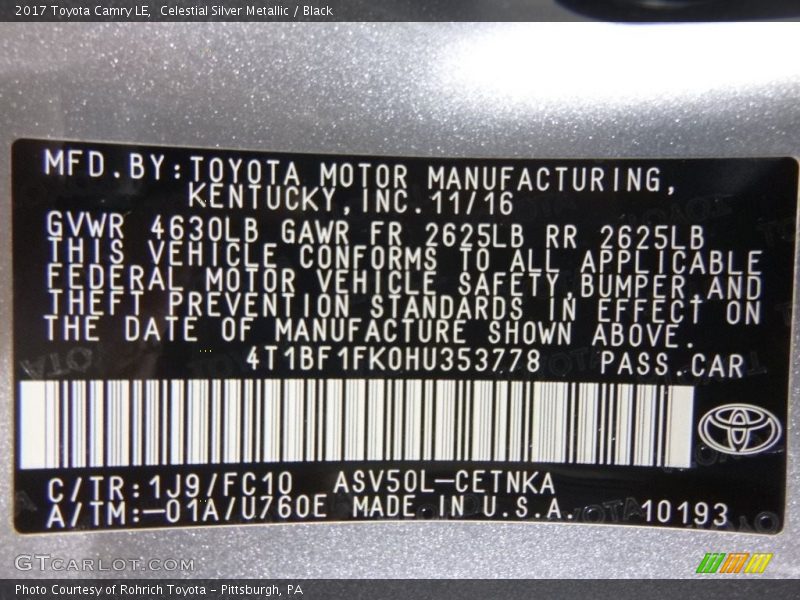 2017 Toyota Camry LE, Celestial Silver Metallic / Black
MFD.BY:TOYOTA MOTOR MANUFACTURING,
KENTUCKY,INC.11/16
GVWR 4630LB GAWR FR 2625LB RR 2625LB
THIS VEHICLE CONFORMS TO ALL APPLICABLE
FEDERAL MOTOR VEHICLE SAFETY,BUMPER,AND
THEFT PREVENTION STANDARDS IN EFFECT ON
THE DATE OF MANUFACTURE SHOWN ABOVE.
4T1BF1FK0HU353778 PASS.CAR
C/TR:1J9/FC10 ASV50L-CETNKA
A/TM:-01A/U760E MADE IN U.S.A. 10193
GTCARLOT.COM
Photo Courtesy of Rohrich Toyota - Pittsburgh, PA